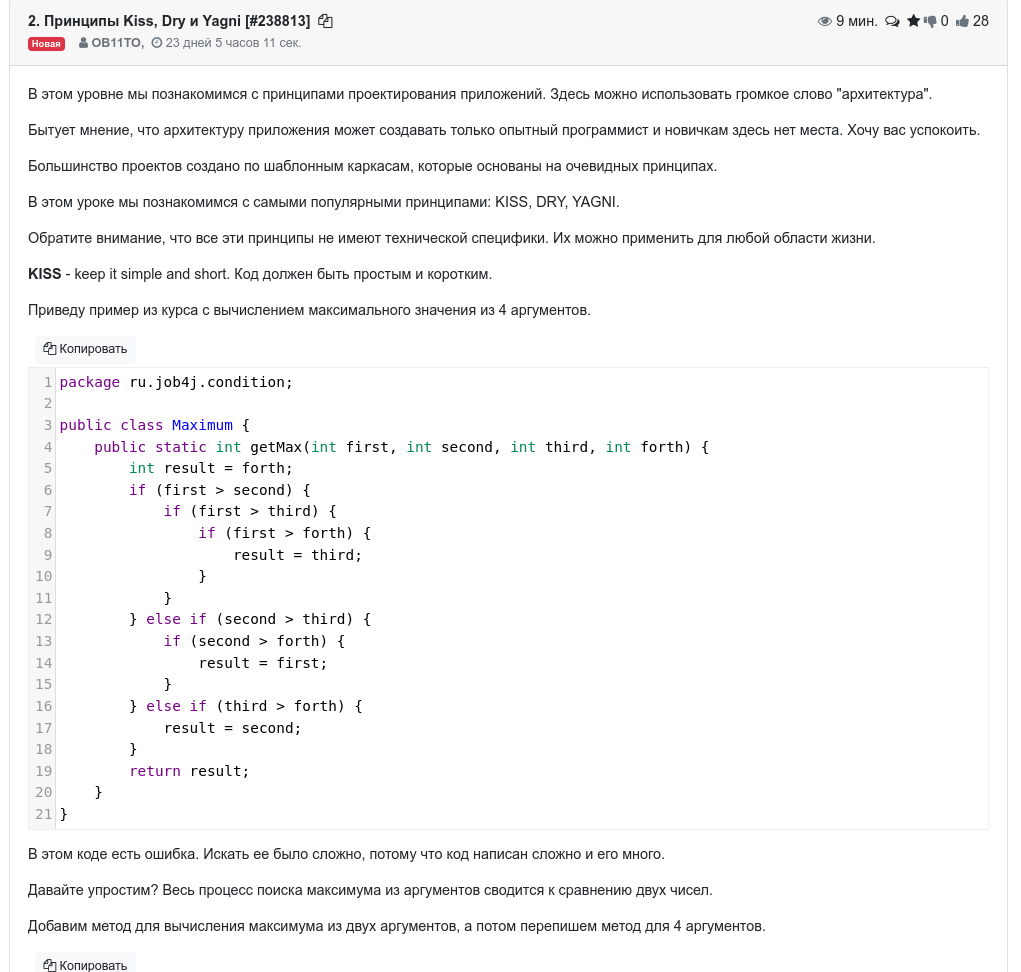 2. Принципы Kiss, Dry и Yagni [#238813]
9 мин. 0 28
Новая OB11TO, 23 дней 5 часов 11 сек.
В этом уровне мы познакомимся с принципами проектирования приложений. Здесь можно использовать громкое слово "архитектура".
Бытует мнение, что архитектуру приложения может создавать только опытный программист и новичкам здесь нет места. Хочу вас успокоить.
Большинство проектов создано по шаблонным каркасам, которые основаны на очевидных принципах.
В этом уроке мы познакомимся с самыми популярными принципами: KISS, DRY, YAGNI.
Обратите внимание, что все эти принципы не имеют технической специфики. Их можно применить для любой области жизни.
KISS - keep it simple and short. Код должен быть простым и коротким.
Приведу пример из курса с вычислением максимального значения из 4 аргументов.
Копировать
1 package ru.job4j.condition;
2
3 public class Maximum {
4     public static int getMax(int first, int second, int third, int forth) {
5         int result = forth;
6         if (first > second) {
7             if (first > third) {
8                 if (first > forth) {
9                     result = third;
10                 }
11             }
12         } else if (second > third) {
13             if (second > forth) {
14                 result = first;
15             }
16         } else if (third > forth) {
17             result = second;
18         }
19         return result;
20     }
21 }
В этом коде есть ошибка. Искать ее было сложно, потому что код написан сложно и его много.
Давайте упростим? Весь процесс поиска максимума из аргументов сводится к сравнению двух чисел.
Добавим метод для вычисления максимума из двух аргументов, а потом перепишем метод для 4 аргументов.
Копировать